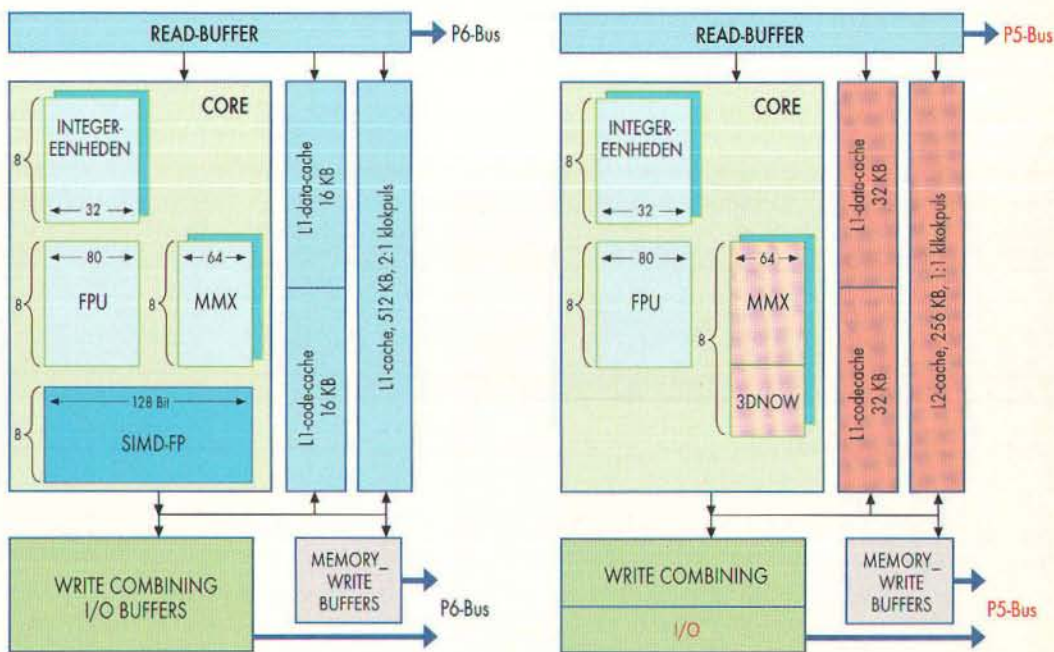 READ-BUFFER
P6-Bus
CORE
INTEGER-
EENHEDEN
8
32
80
FPU
8
64
MMX
8
128 Bit
SIMD-FP
8
L1-data-cache
16 KB
L1-code-cache
16 KB
L1-cache, 512 KB, 2:1 klokpuls
WRITE COMBINING
I/O BUFFERS
MEMORY_
WRITE
BUFFERS
P6-Bus
READ-BUFFER
P5-Bus
CORE
INTEGER-
EENHEDEN
8
32
80
FPU
8
64
MMX
8
3DNOW
L1-data-cache
32 KB
L1-codecache
32 KB
L2-cache, 256 KB, 1:1 klkokpuls
WRITE COMBINING
I/O
MEMORY_
WRITE
BUFFERS
P5-Bus